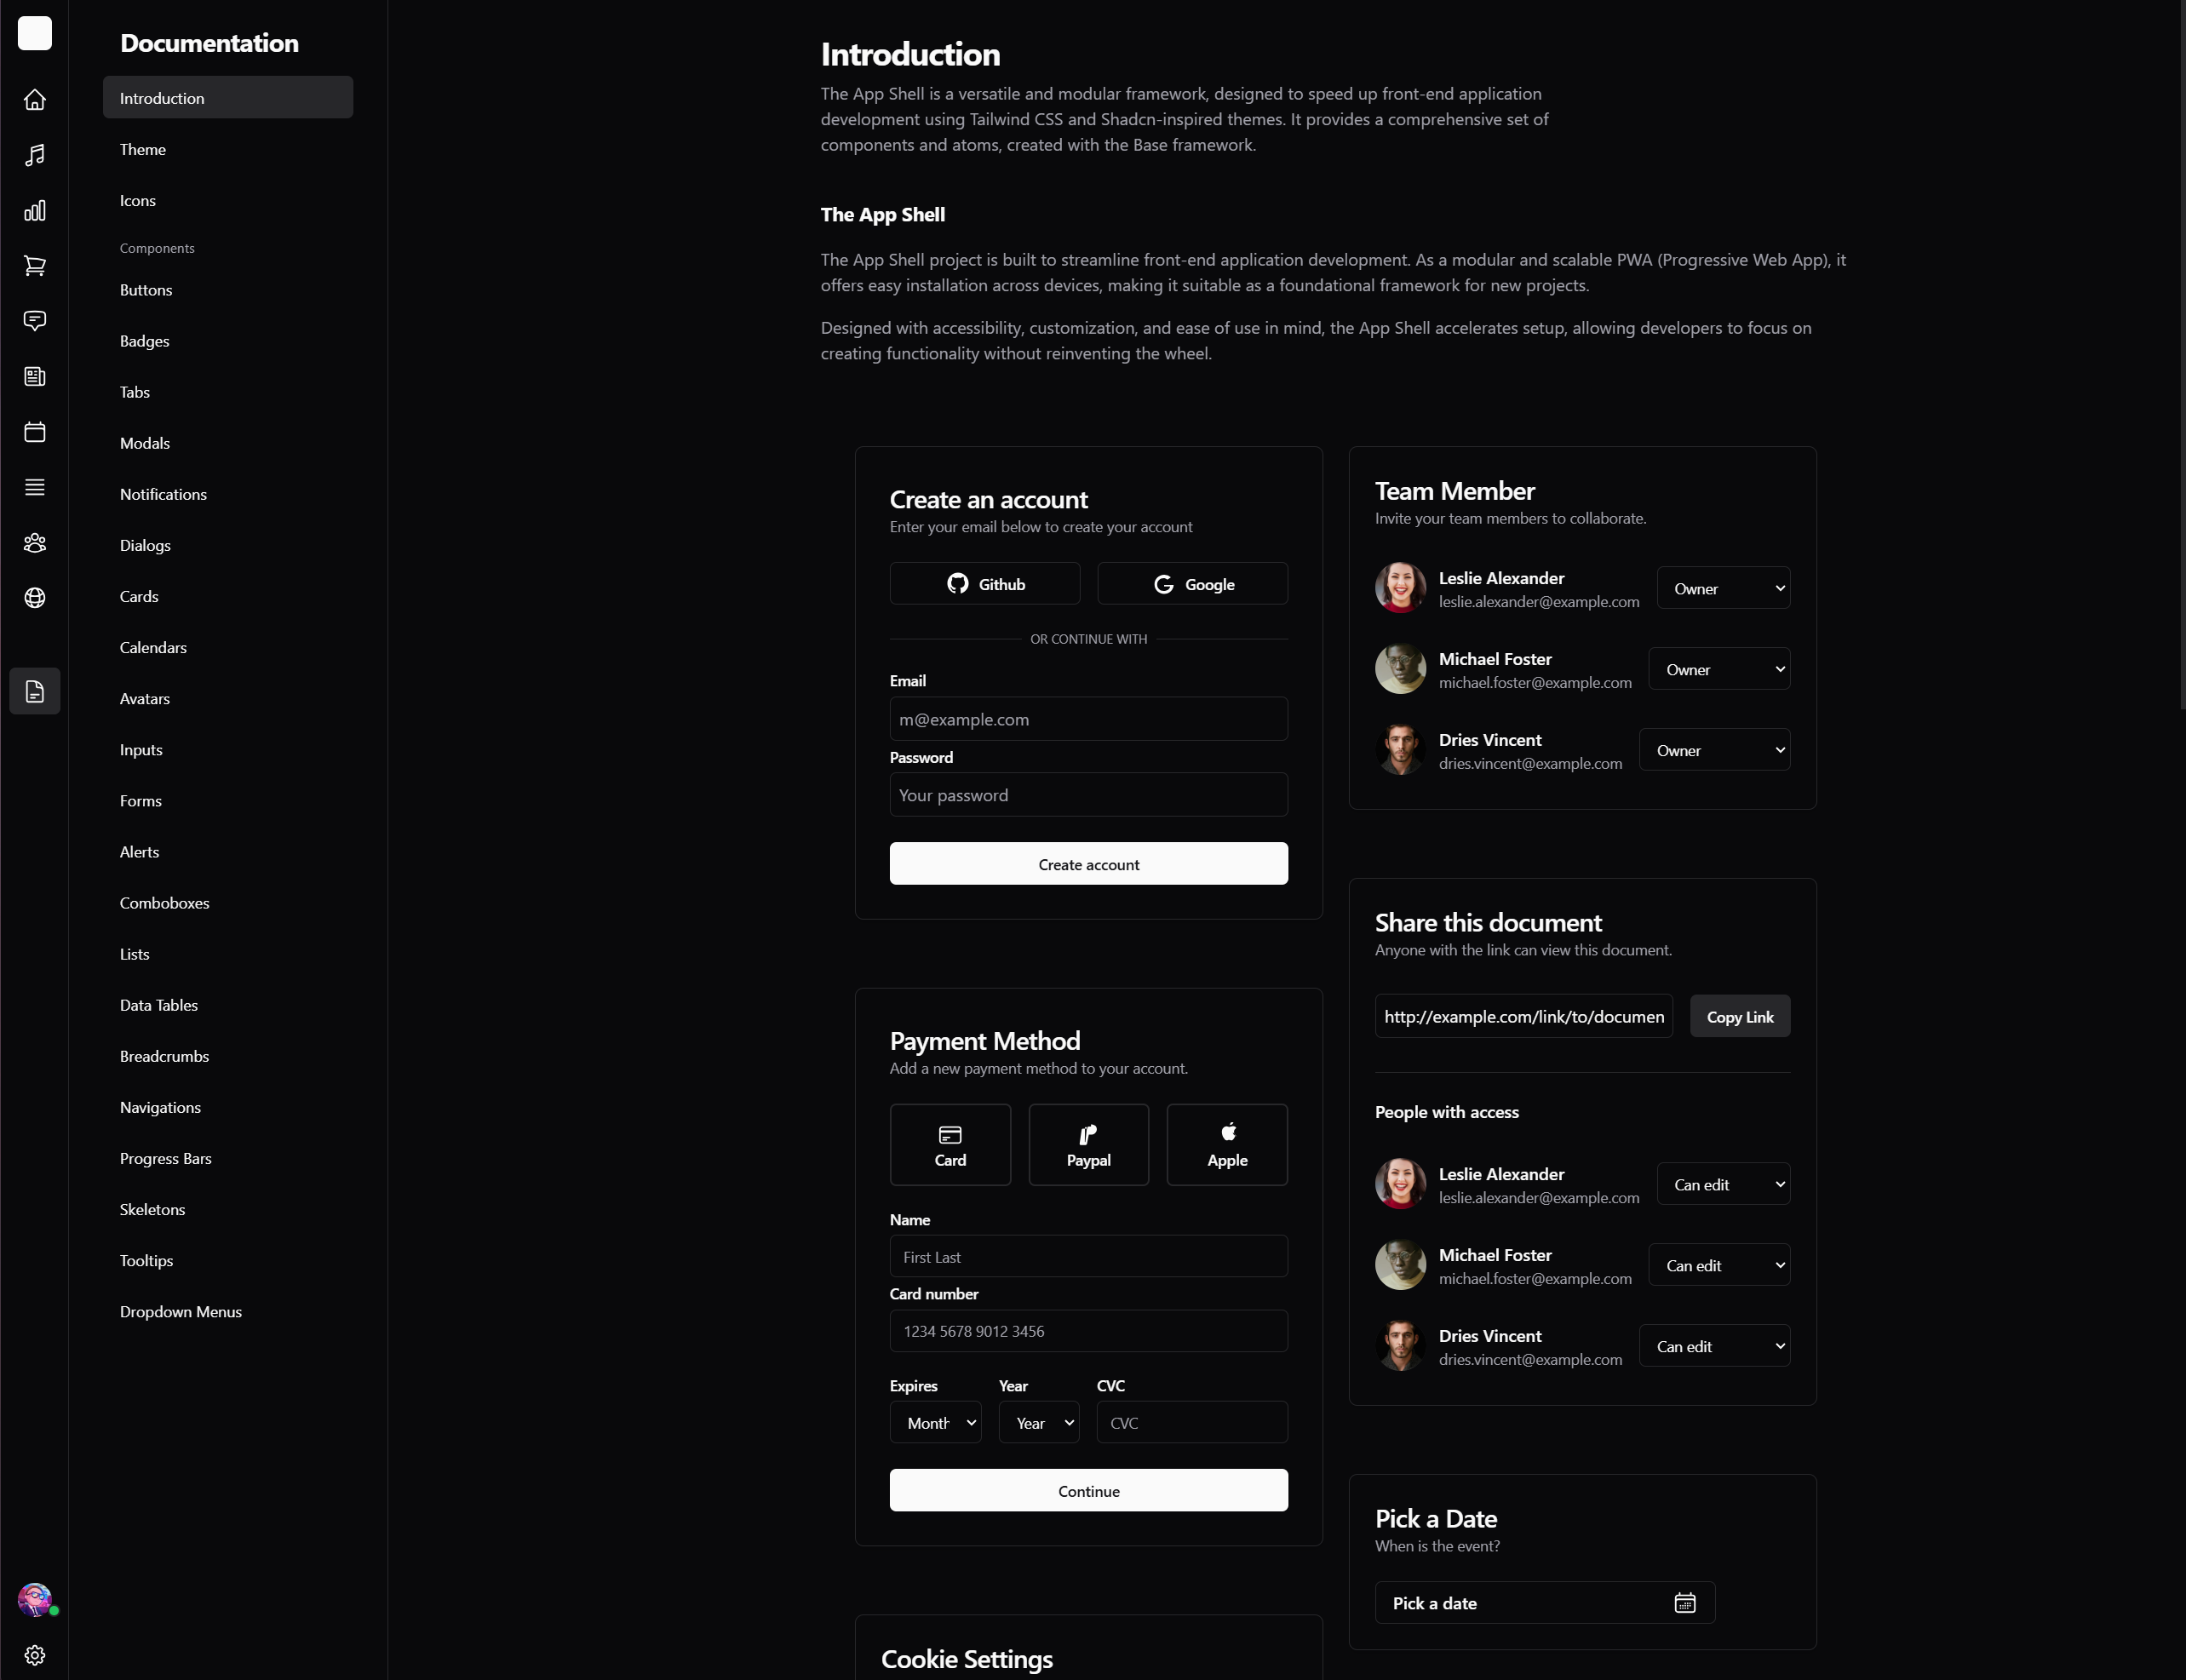 Documentation
Introduction
Theme
Icons
Components
Buttons
Badges
Tabs
Modals
Notifications
Dialogs
Cards
Calendars
Avatars
Inputs
Forms
Alerts
Comboboxes
Lists
Data Tables
Breadcrumbs
Navigations
Progress Bars
Skeletons
Tooltips
Dropdown Menus
Introduction
The App Shell is a versatile and modular framework, designed to speed up front-end application
development using Tailwind CSS and Shadcn-inspired themes. It provides a comprehensive set of
components and atoms, created with the Base framework.
The App Shell
The App Shell project is built to streamline front-end application development. As a modular and scalable PWA (Progressive Web App), it
offers easy installation across devices, making it suitable as a foundational framework for new projects.
Designed with accessibility, customization, and ease of use in mind, the App Shell accelerates setup, allowing developers to focus on
creating functionality without reinventing the wheel.
Create an account
Enter your email below to create your account
Github
Google
OR CONTINUE WITH
Email
m@example.com
Password
Your password
Create account
Payment Method
Add a new payment method to your account.
Card
Paypal
Apple
Name
First Last
Card number
1234 5678 9012 3456
Expires
Year
CVC
Month
Year
CVC
Continue
Cookie Settings
Team Member
Invite your team members to collaborate.
Leslie Alexander
leslie.alexander@example.com
Owner
Michael Foster
michael.foster@example.com
Owner
Dries Vincent
dries.vincent@example.com
Owner
Share this document
Anyone with the link can view this document.
http://example.com/link/to/documen
Copy Link
People with access
Leslie Alexander
leslie.alexander@example.com
Can edit
Michael Foster
michael.foster@example.com
Can edit
Dries Vincent
dries.vincent@example.com
Can edit
Pick a Date
When is the event?
Pick a date